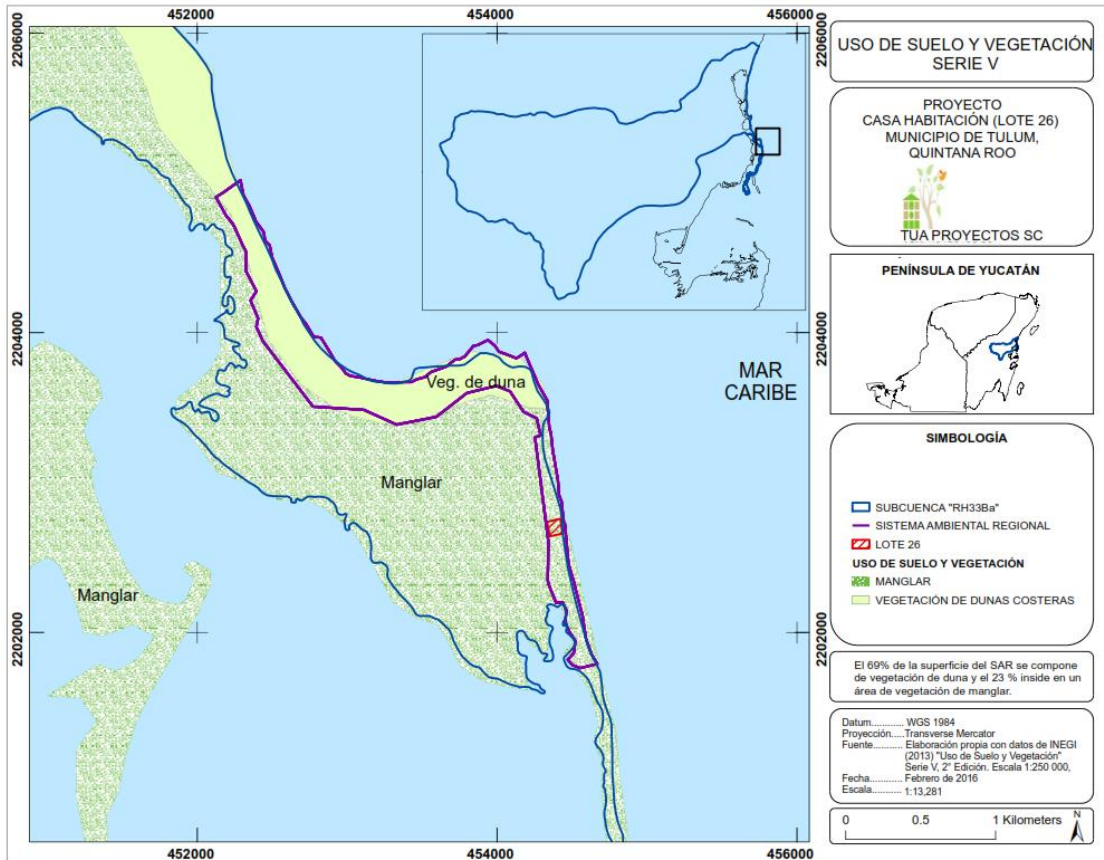 452000
454000
456000
2206000
2206000
2204000
2204000
2202000
2202000
Veg. de duna
MAR
CARIBE
Manglar
Manglar
452000
454000
456000
USO DE SUELO Y VEGETACIÓN
SERIE V
PROYECTO
CASA HABITACIÓN (LOTE 26)
MUNICIPIO DE TULUM,
QUINTANA ROO
TUA PROYECTOS SC
PENÍNSULA DE YUCATÁN
SIMBOLOGÍA
SUBCUENCA "RH33Ba"
SISTEMA AMBIENTAL REGIONAL
LOTE 26
USO DE SUELO Y VEGETACIÓN
MANGLAR
VEGETACIÓN DE DUNAS COSTERAS
El 69% de la superficie del SAR se compone
de vegetación de duna y el 23 % inside en un
área de vegetación de manglar.
Datum............ WGS 1984
Proyección.....Transverse Mercator
Fuente........... Elaboración propia con datos de INEGI
(2013) "Uso de Suelo y Vegetación"
Serie V, 2° Edición. Escala 1:250 000,
Fecha............ Febrero de 2016
Escala........... 1:13,281
0 0.5 1 Kilometers
N